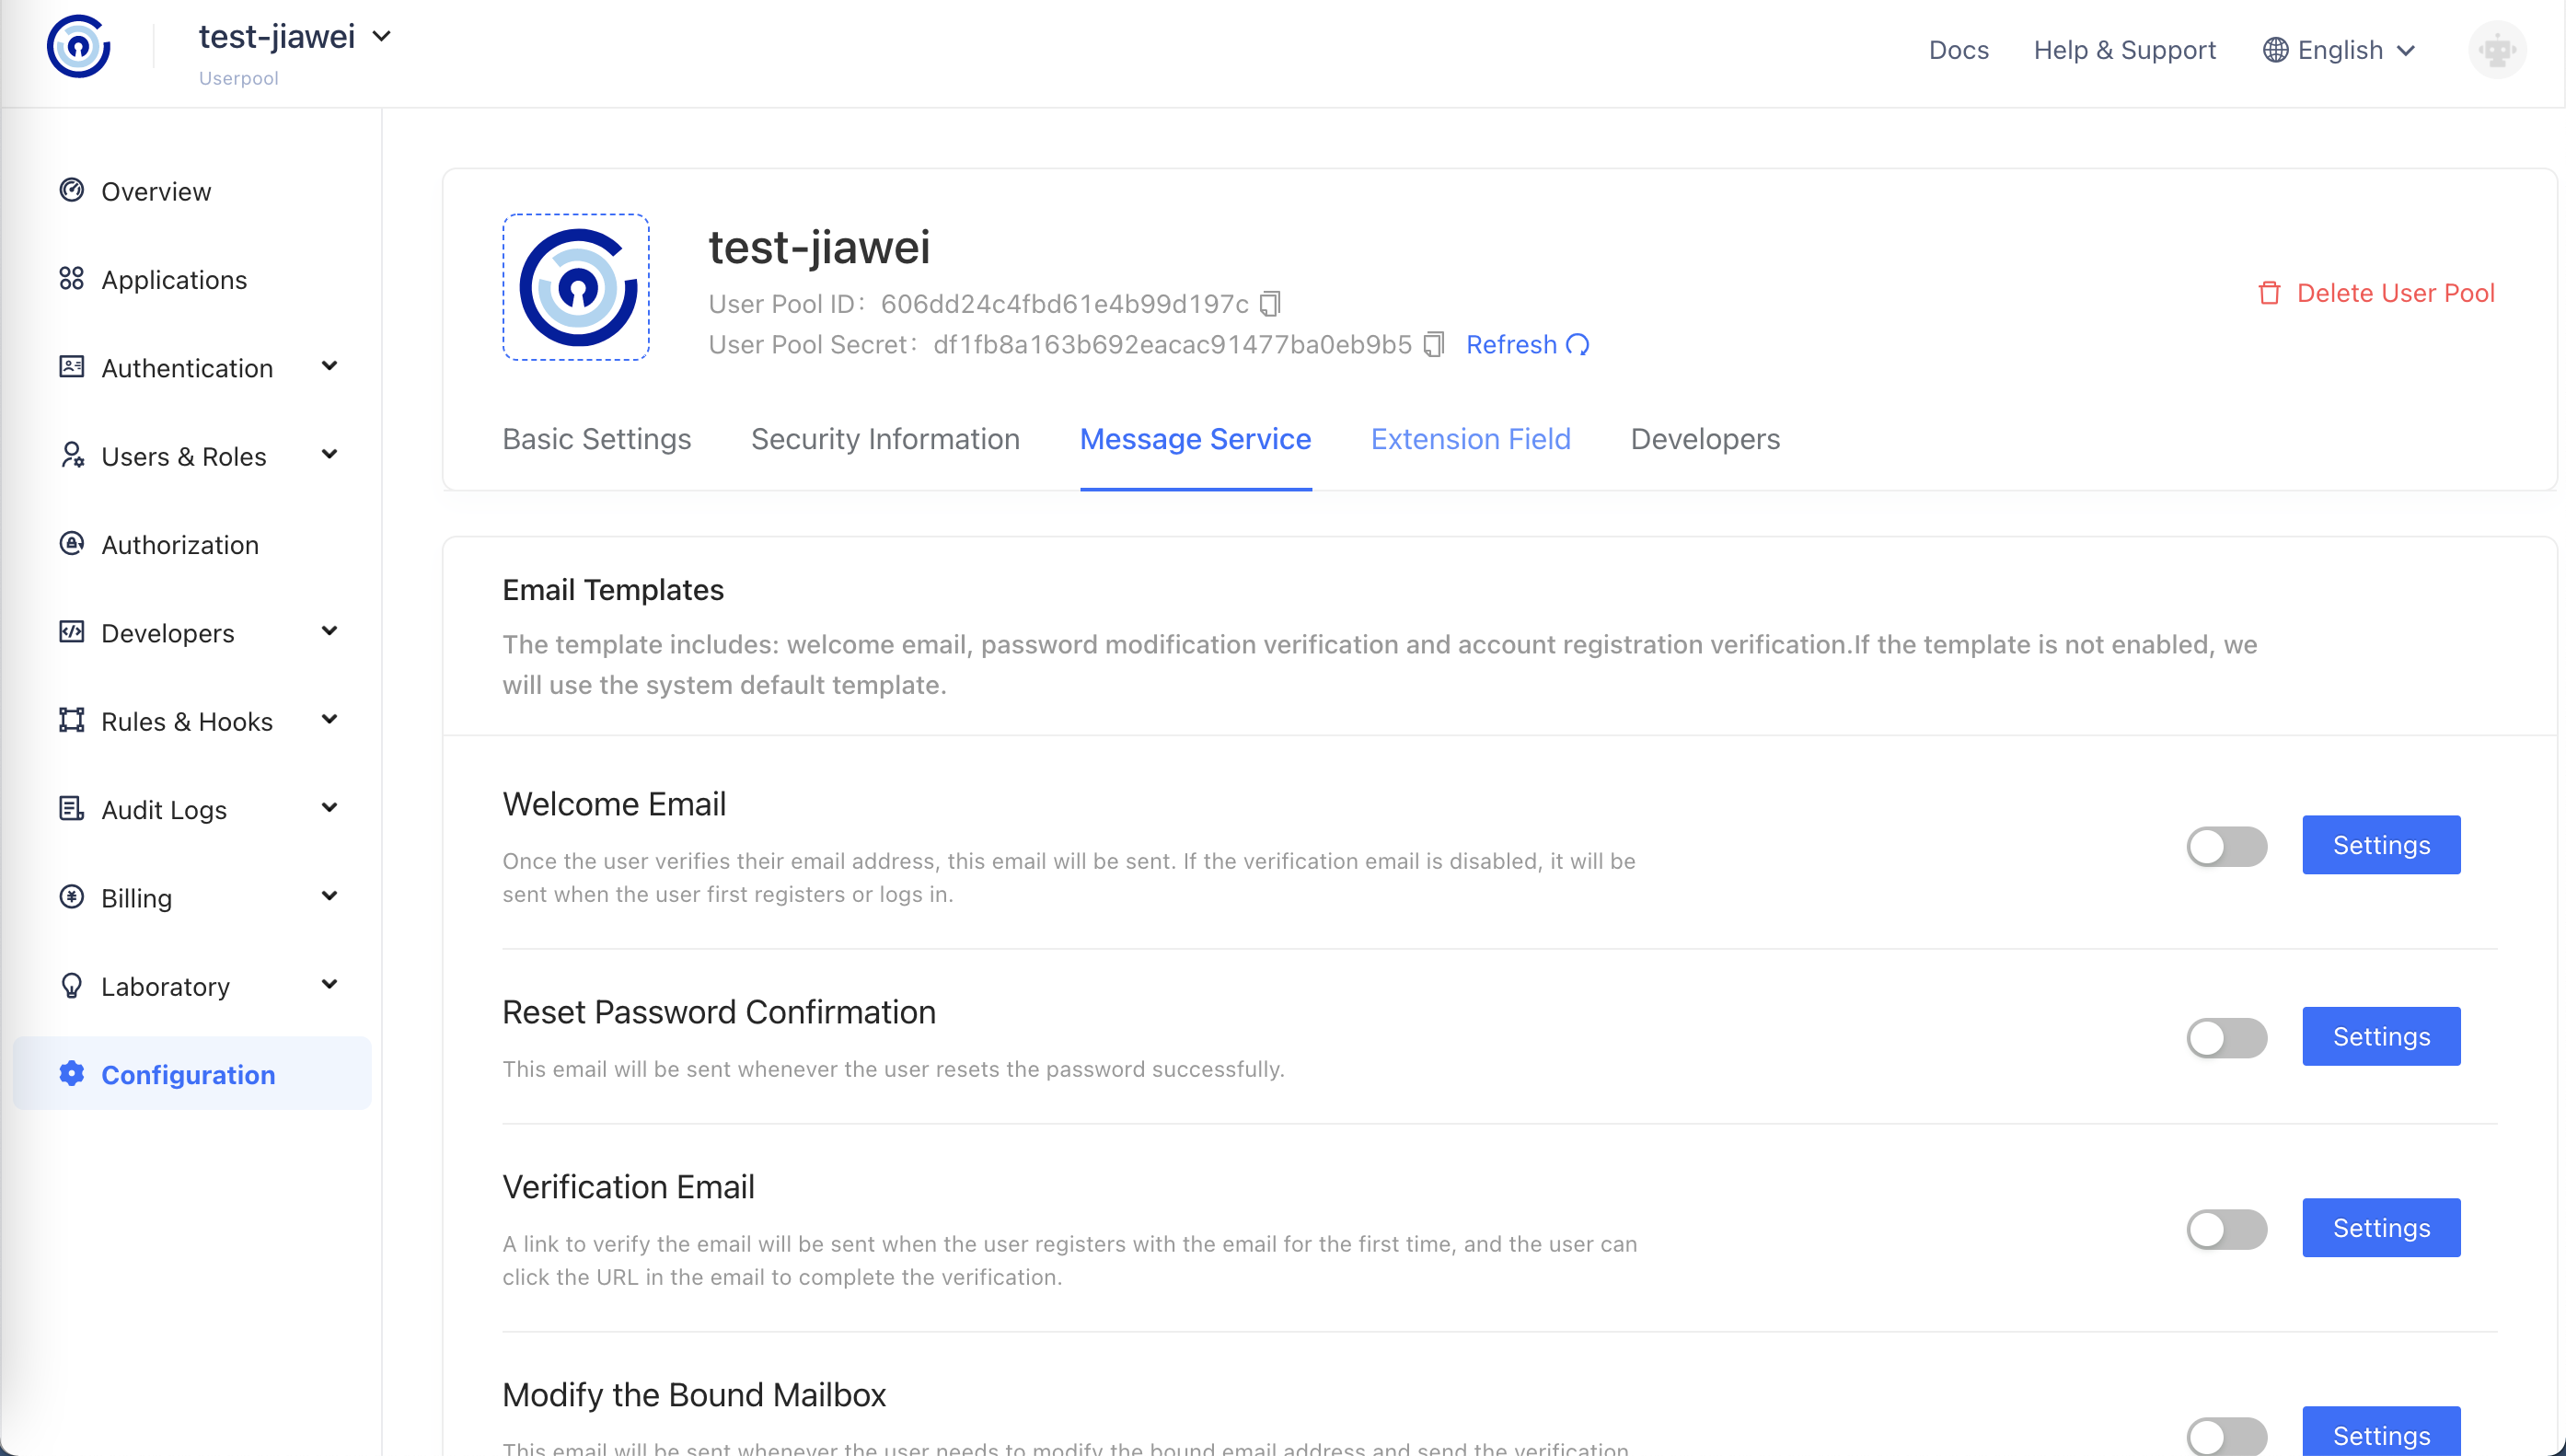 test-jiawei
Userpool
Docs
Help & Support
English
Overview
Applications
Authentication
Users & Roles
Authorization
Developers
Rules & Hooks
Audit Logs
Billing
Laboratory
Configuration
test-jiawei
User Pool ID： 606dd24c4fbd61e4b99d197c
User Pool Secret： df1fb8a163b692eacac91477ba0eb9b5 Refresh
Delete User Pool
Basic Settings Security Information Message Service Extension Field Developers
Email Templates
The template includes: welcome email, password modification verification and account registration verification.If the template is not enabled, we
will use the system default template.
Welcome Email
Once the user verifies their email address, this email will be sent. If the verification email is disabled, it will be
sent when the user first registers or logs in.
Settings
Reset Password Confirmation
This email will be sent whenever the user resets the password successfully.
Settings
Verification Email
A link to verify the email will be sent when the user registers with the email for the first time, and the user can
click the URL in the email to complete the verification.
Settings
Modify the Bound Mailbox
This email will be sent whenever the user needs to modify the bound email address and send the verification
Settings